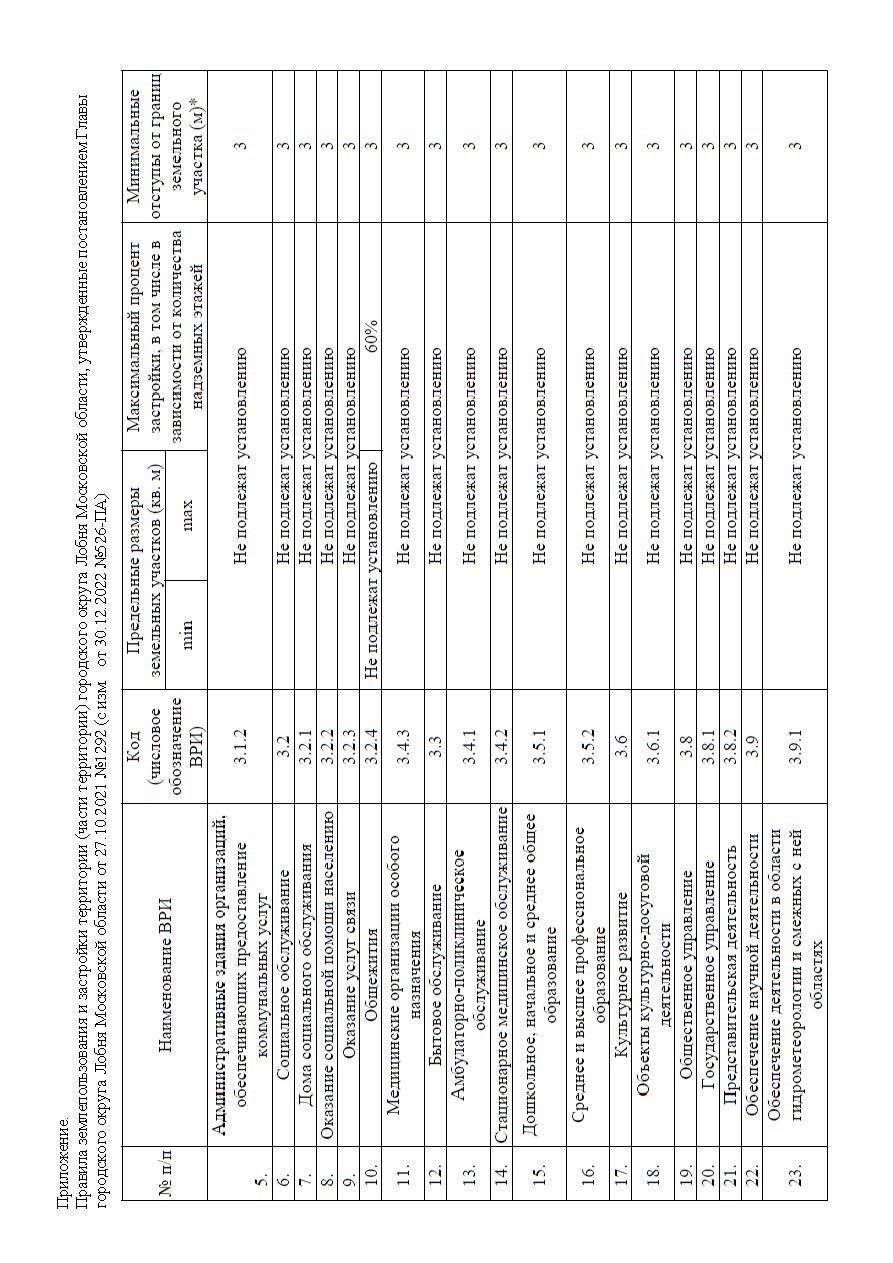 Приложение.
Правила землепользования и застройки территории (части территории) городского округа Лобня Московской области, утвержденные постановлением Главы
городского округа Лобня Московской области от 27.10.2021 №1292 (с изм от 30.12.2022 №526-ПА)
№ п/п
Наименование ВРИ
Код
(числовое
обозначение
ВРИ)
Предельные размеры
земельных участков (кв. м)
min
max
Максимальный процент
застройки, в том числе в
зависимости от количества
надземных этажей
Минимальные
отступы от границ
земельного
участка (м)*
5.
Административные здания организаций,
обеспечивающих предоставление
коммунальных услуг
3.1.2
Не подлежат установлению
3
6.
Социальное обслуживание
3.2
Не подлежат установлению
3
7.
Дома социального обслуживания
3.2.1
Не подлежат установлению
3
8.
Оказание социальной помощи населению
3.2.2
Не подлежат установлению
3
9.
Оказание услуг связи
3.2.3
Не подлежат установлению
3
10.
Общежития
3.2.4
Не подлежат установлению
60%
3
11.
Медицинские организации особого
назначения
3.4.3
Не подлежат установлению
3
12.
Бытовое обслуживание
3.3
Не подлежат установлению
3
13.
Амбулаторно-поликлиническое
обслуживание
3.4.1
Не подлежат установлению
3
14.
Стационарное медицинское обслуживание
3.4.2
Не подлежат установлению
3
15.
Дошкольное, начальное и среднее общее
образование
3.5.1
Не подлежат установлению
3
16.
Среднее и высшее профессиональное
образование
3.5.2
Не подлежат установлению
3
17.
Культурное развитие
3.6
Не подлежат установлению
3
18.
Объекты культурно-досуговой
деятельности
3.6.1
Не подлежат установлению
3
19.
Общественное управление
3.8
Не подлежат установлению
3
20.
Государственное управление
3.8.1
Не подлежат установлению
3
21.
Представительская деятельность
3.8.2
Не подлежат установлению
3
22.
Обеспечение научной деятельности
3.9
Не подлежат установлению
3
23.
Обеспечение деятельности в области
гидрометеорологии и смежных с ней
областях
3.9.1
Не подлежат установлению
3